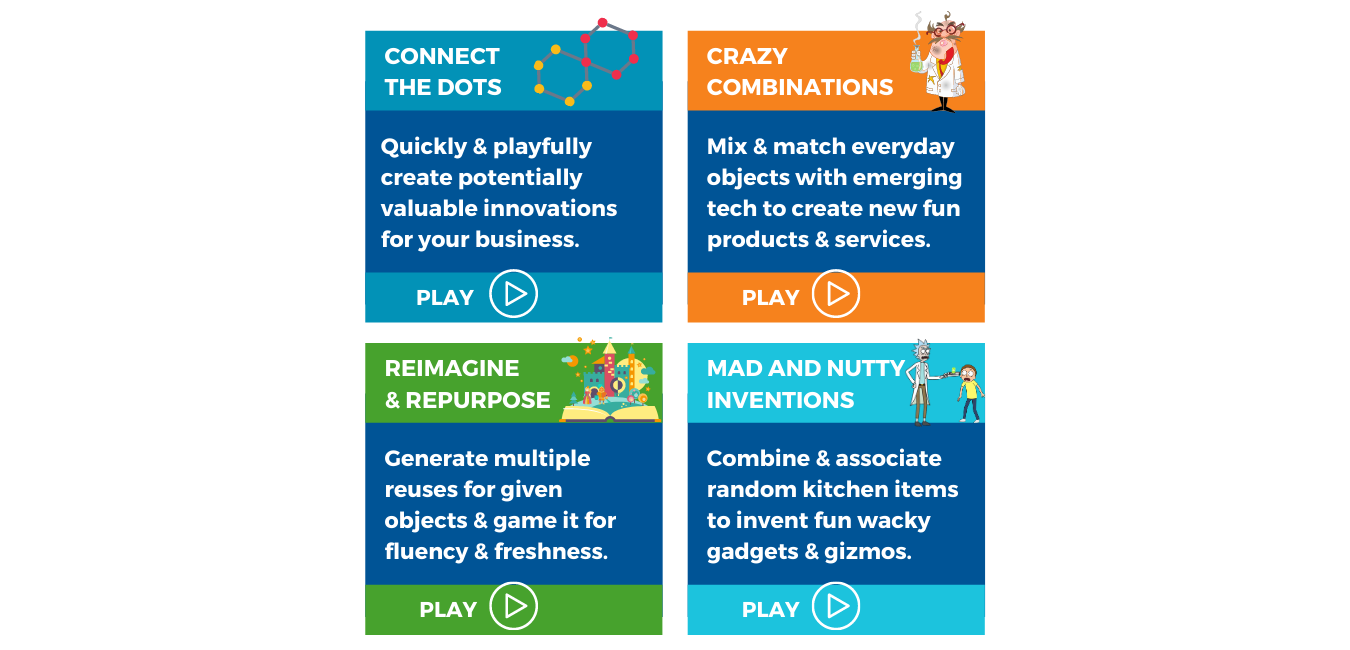 CONNECT
THE DOTS
Quickly & playfully
create potentially
valuable innovations
for your business.
PLAY
CRAZY
COMBINATIONS
Mix & match everyday
objects with emerging
tech to create new fun
products & services.
PLAY
REIMAGINE
& REPURPOSE
Generate multiple
reuses for given
objects & game it for
fluency & freshness.
PLAY
MAD AND NUTTY
INVENTIONS
Combine & associate
random kitchen items
to invent fun wacky
gadgets & gizmos.
PLAY